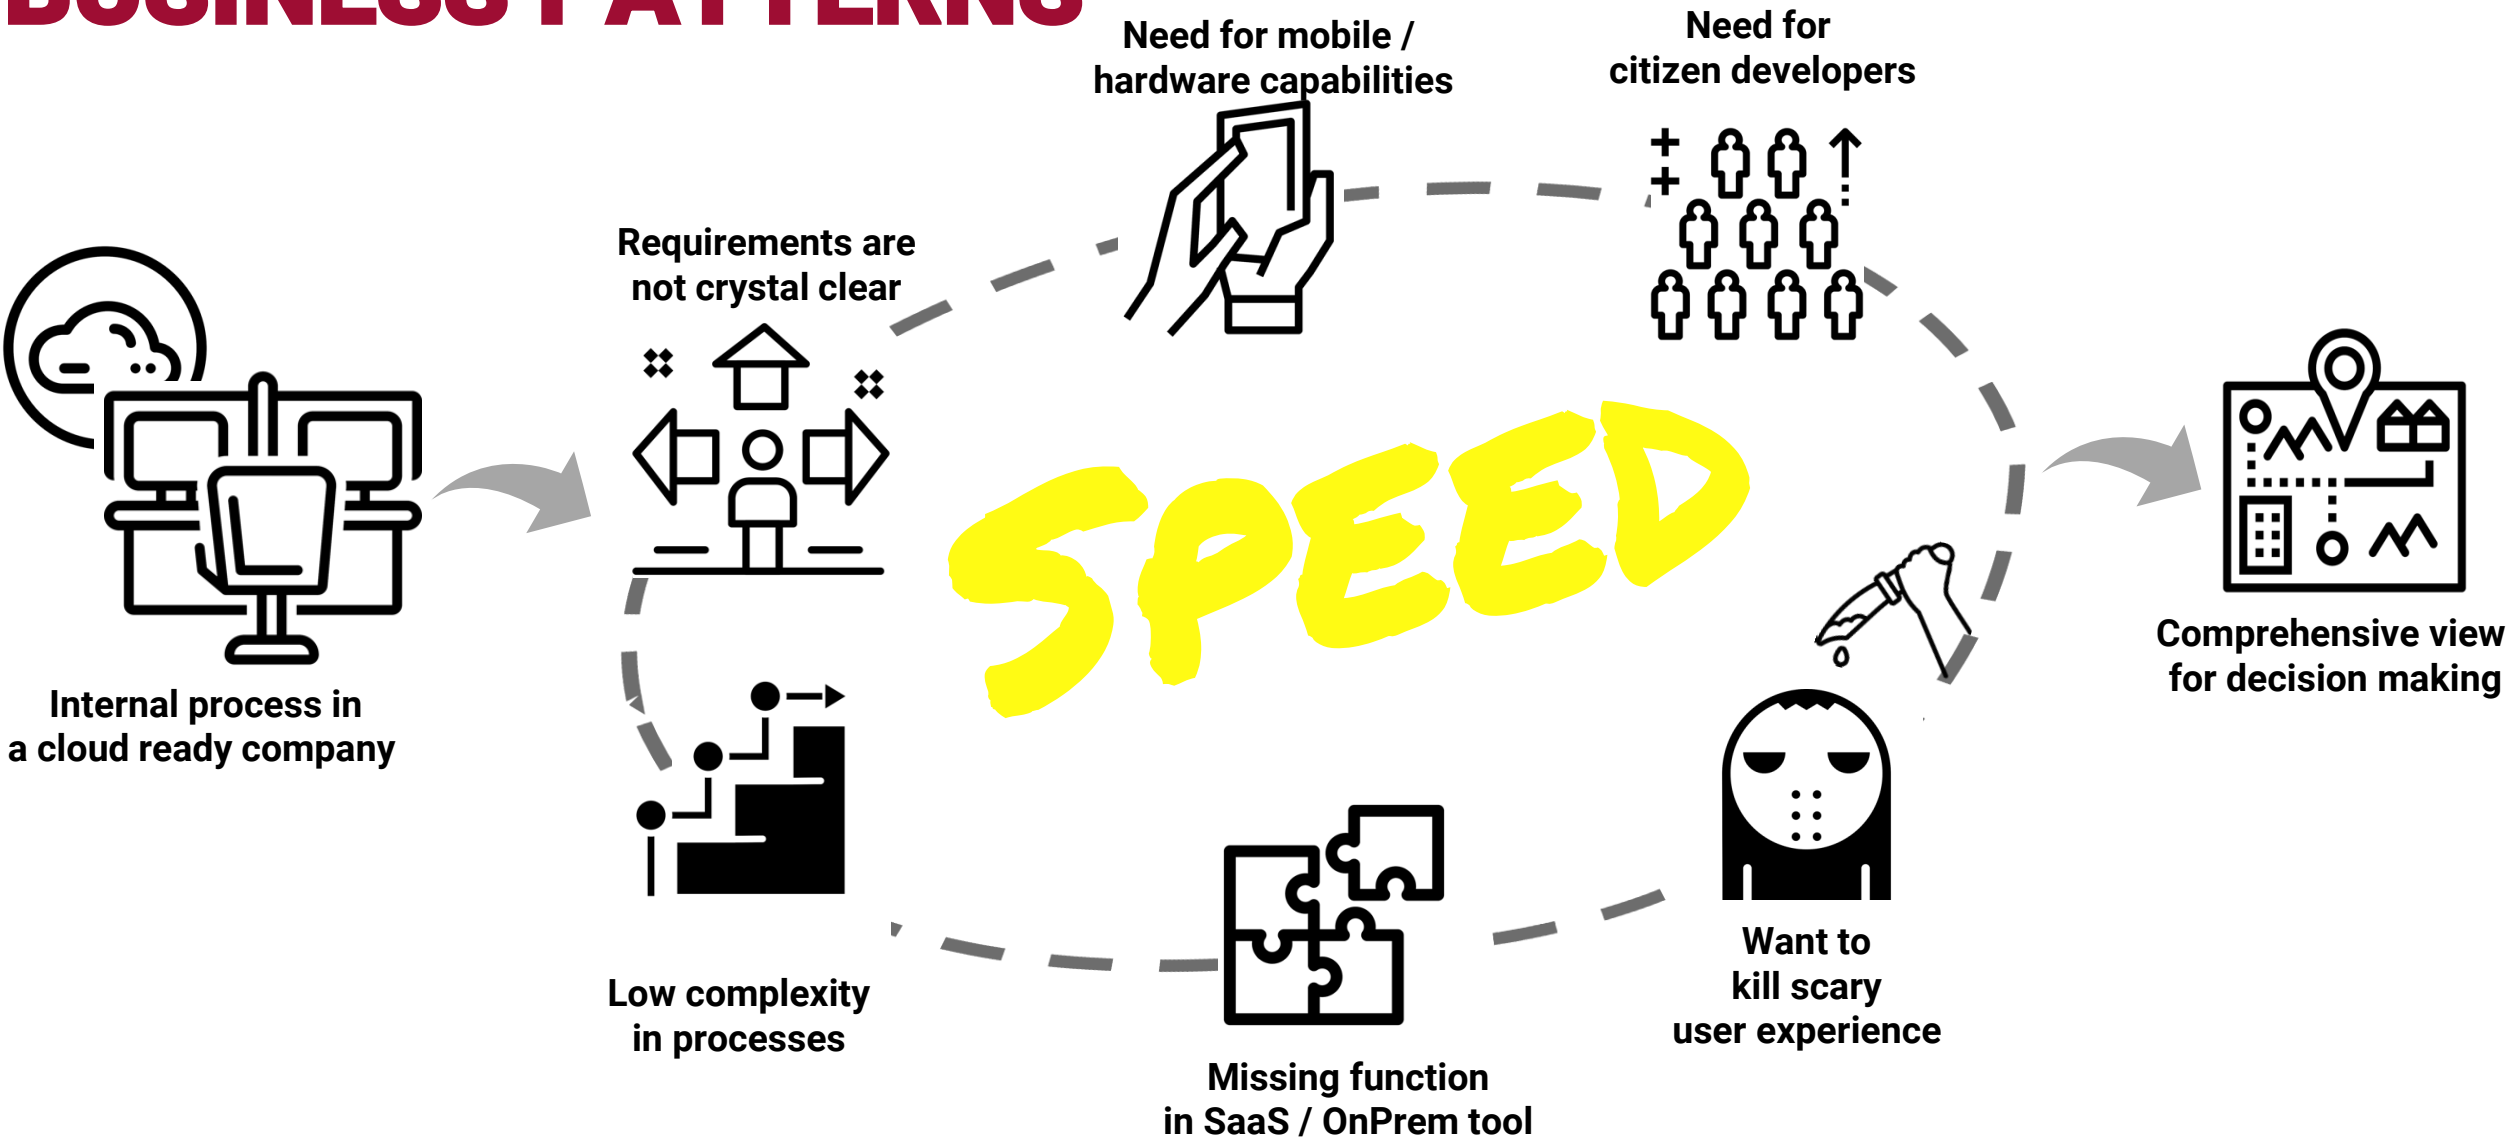 BUSINESS PATTERNS
Need for mobile /
hardware capabilities
Need for
citizen developers
Requirements are
not crystal clear
SPEED
Internal process in
a cloud ready company
Comprehensive view
for decision making
Low complexity
in processes
Want to
kill scary
user experience
Missing function
in SaaS / OnPrem tool